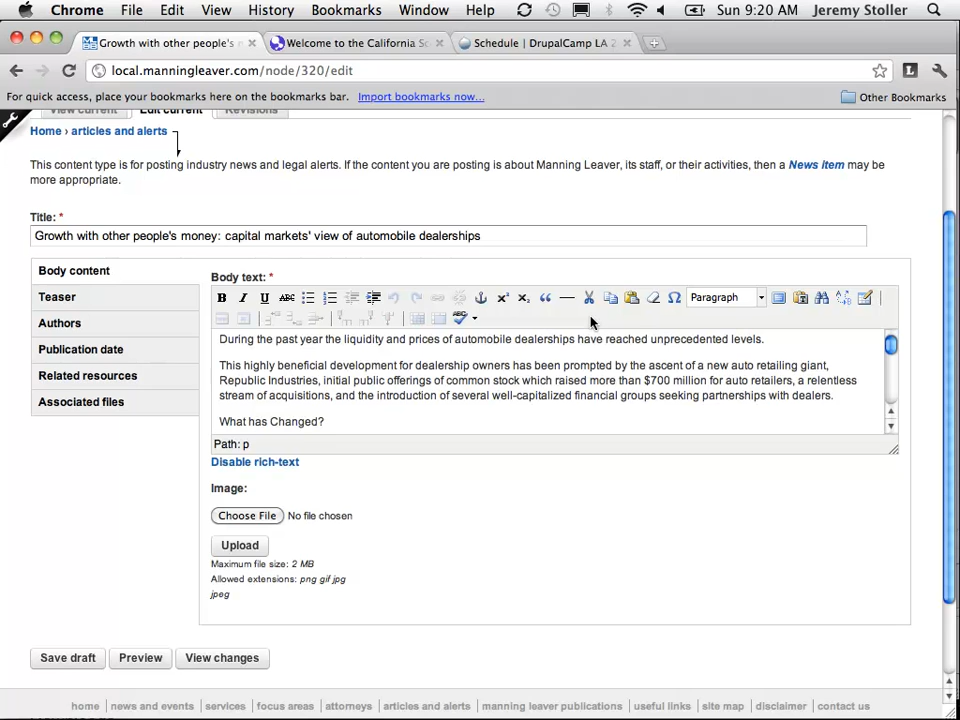 Chrome File Edit View History Bookmarks Window Help Sun 9:20 AM Jeremy Stoller
Growth with other people's n Welcome to the California Sc Schedule | DrupalCamp LA 2
local.manningleaver.com/node/320/edit
For quick access, place your bookmarks here on the bookmarks bar. Import bookmarks now... Other Bookmarks
View current Edit current Revisions
Home › articles and alerts
This content type is for posting industry news and legal alerts. If the content you are posting is about Manning Leaver, its staff, or their activities, then a News item may be
more appropriate.
Title: *
Growth with other people's money: capital markets' view of automobile dealerships
Body content
Teaser
Authors
Publication date
Related resources
Associated files
Body text: *
B I U ABC Paragraph
ABC
During the past year the liquidity and prices of automobile dealerships have reached unprecedented levels.
This highly beneficial development for dealership owners has been prompted by the ascent of a new auto retailing giant,
Republic Industries, initial public offerings of common stock which raised more than $700 million for auto retailers, a relentless
stream of acquisitions, and the introduction of several well-capitalized financial groups seeking partnerships with dealers.
What has Changed?
Path: p
Disable rich-text
Image:
Choose File No file chosen
Upload
Maximum file size: 2 MB
Allowed extensions: png gif jpg
jpeg
Save draft Preview View changes
home news and events services focus areas attorneys articles and alerts manning leaver publications useful links site map disclaimer contact us